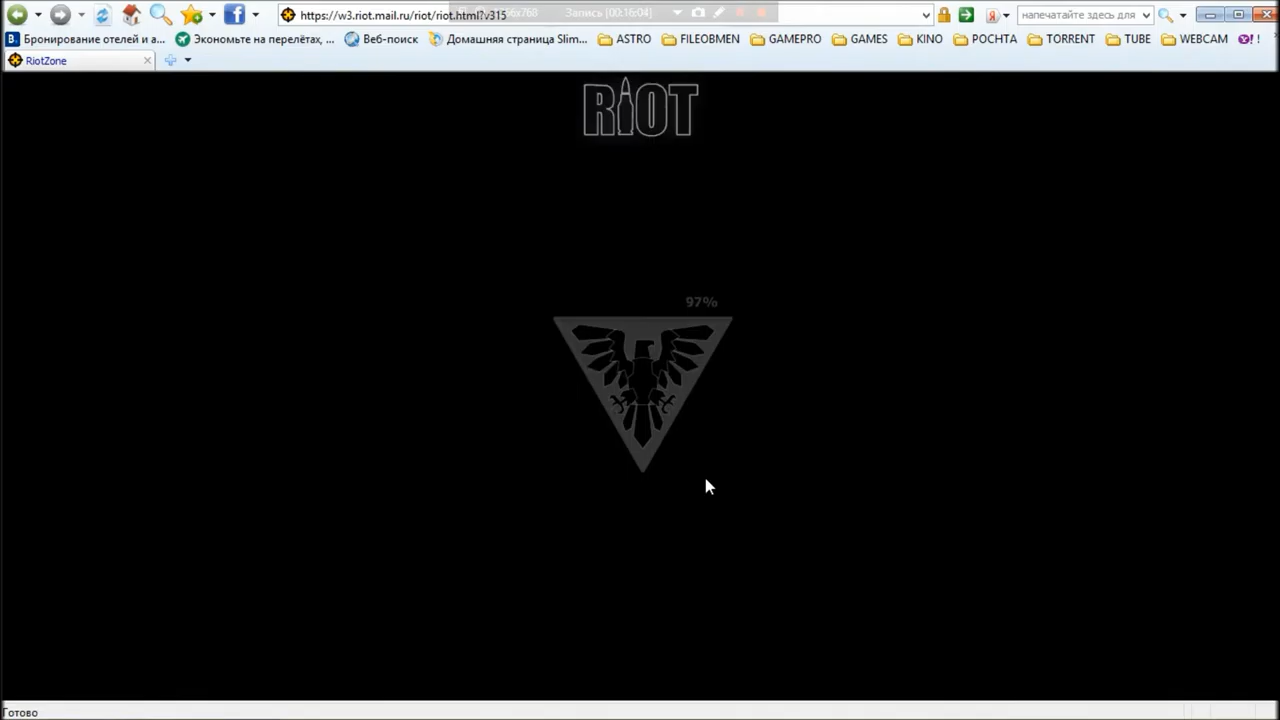 https://w3.riot.mail.ru/riot/riot.html?v315
Запись [00:16:04]
напечатайте здесь для
Бронирование отелей и а...
Экономьте на перелётах, ...
Веб-поиск
Домашняя страница Slim...
ASTRO
FILEOBMEN
GAMEPRO
GAMES
KINO
POCHTA
TORRENT
TUBE
WEBCAM
RiotZone
RIOT
97%
Готово